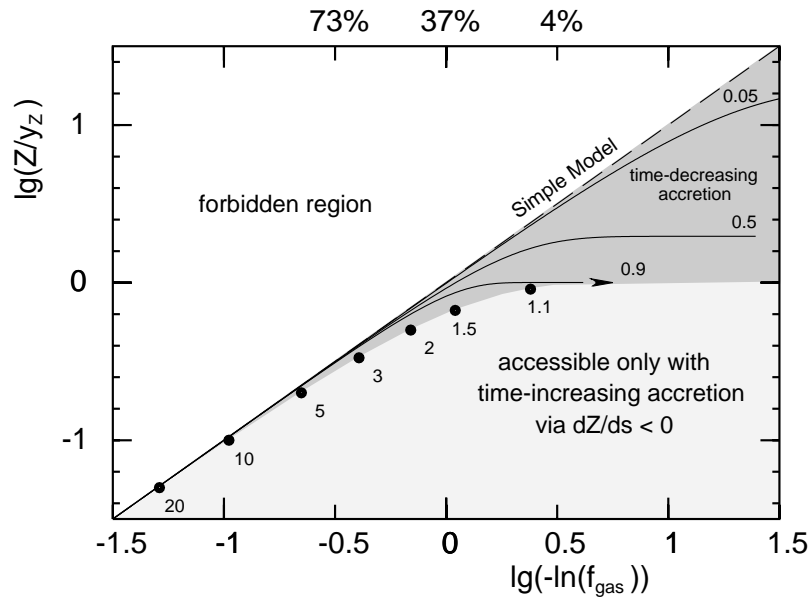 73% 37% 4%
lg(Z/y_Z)
1
0
-1
0.05
Simple Model
time-decreasing
accretion
forbidden region
0.5
0.9
1.1
1.5
2
3
accessible only with
time-increasing accretion
via dZ/ds < 0
5
10
20
-1.5 -1 -0.5 0 0.5 1 1.5
lg(-ln(f_gas))